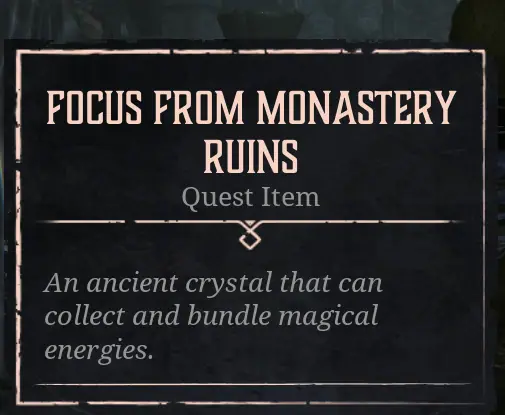 FOCUS FROM MONASTERY
RUINS
Quest Item
An ancient crystal that can
collect and bundle magical
energies.